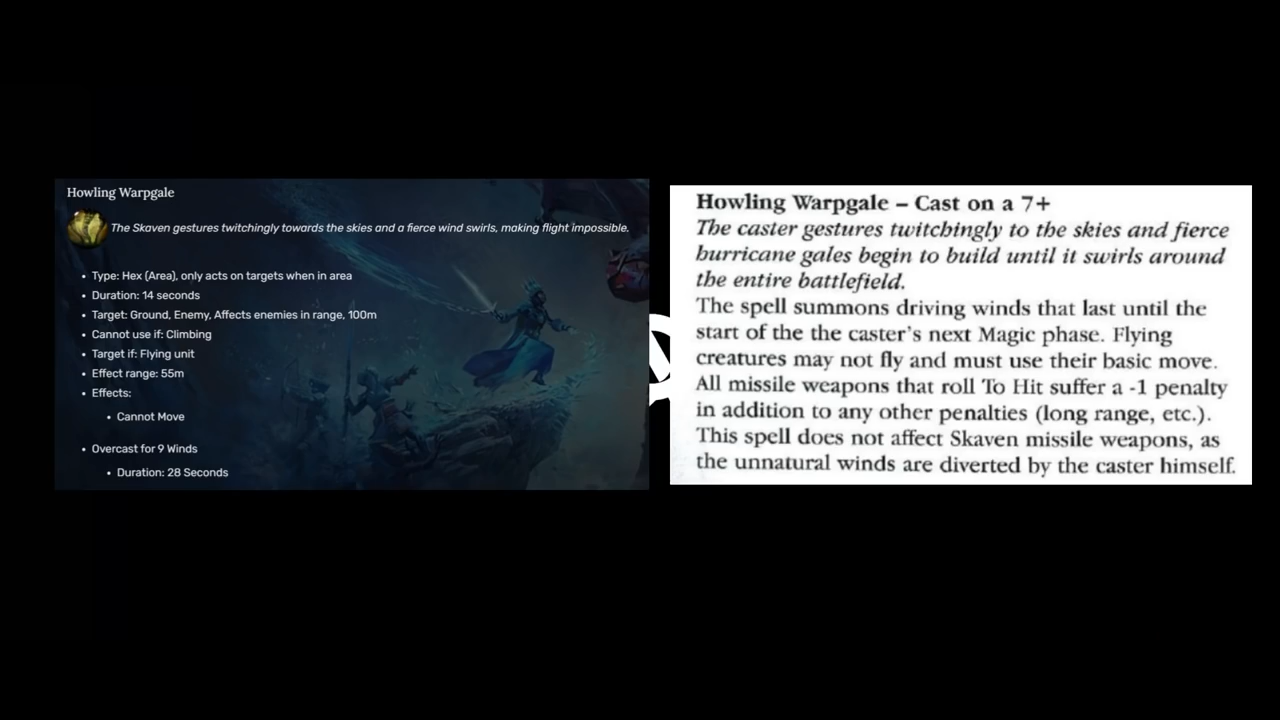 Howling Warpgale
The Skaven gestures twitchingly towards the skies and a fierce wind swirls, making flight impossible.
• Type: Hex (Area), only acts on targets when in area
• Duration: 14 seconds
• Target: Ground, Enemy, Affects enemies in range, 100m
• Cannot use if: Climbing
• Target if: Flying unit
• Effect range: 55m
• Effects:
• Cannot Move
• Overcast for 9 Winds
• Duration: 28 Seconds
Howling Warpgale – Cast on a 7+
The caster gestures twitchingly to the skies and fierce
hurricane gales begin to build until it swirls around
the entire battlefield.
The spell summons driving winds that last until the
start of the the caster's next Magic phase. Flying
creatures may not fly and must use their basic move.
All missile weapons that roll To Hit suffer a -1 penalty
in addition to any other penalties (long range, etc.).
This spell does not affect Skaven missile weapons, as
the unnatural winds are diverted by the caster himself.